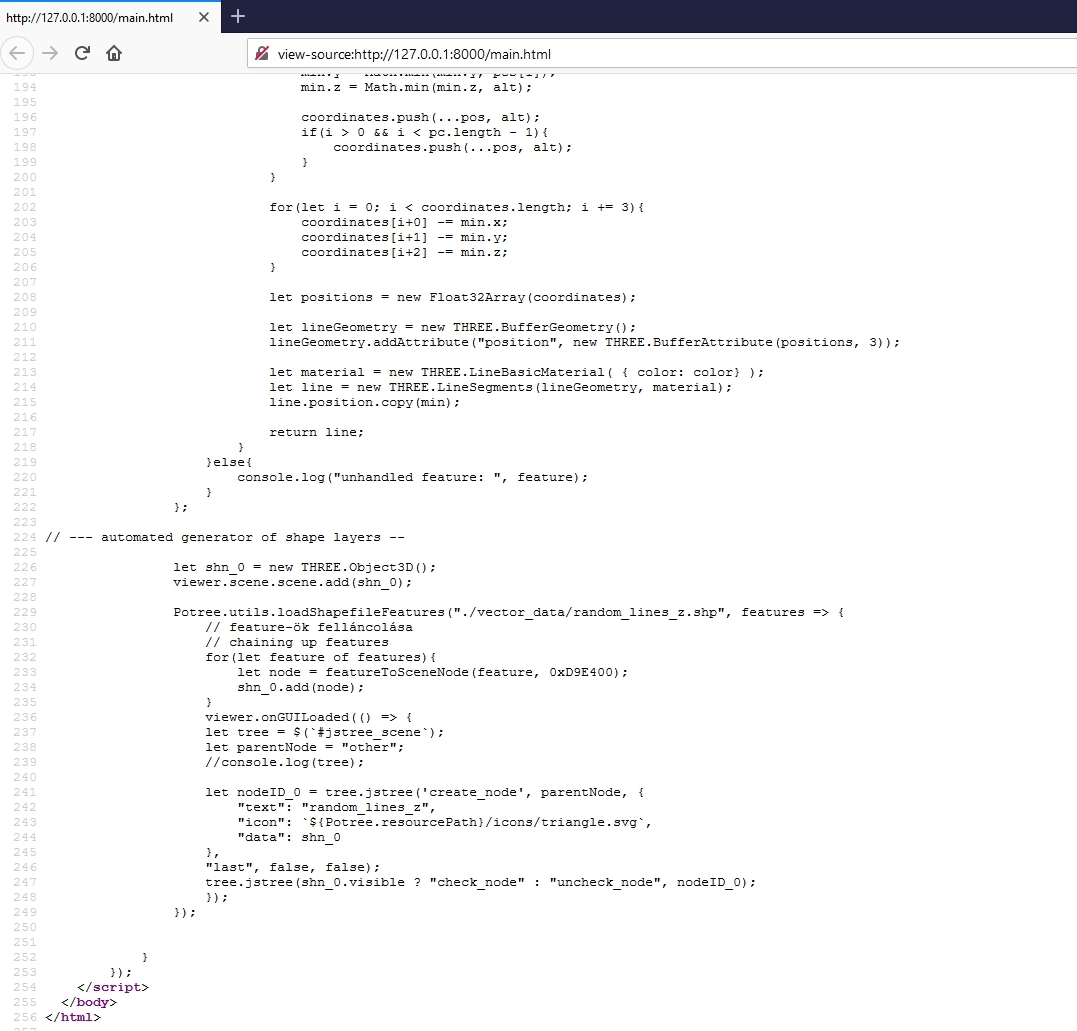 http://127.0.0.1:8000/main.html
view-source:http://127.0.0.1:8000/main.html
194 min.z = Math.min(min.z, alt);
195
196 coordinates.push(...pos, alt);
197 if(i > 0 && i < pc.length - 1){
198 coordinates.push(...pos, alt);
199 }
200 }
201
202 for(let i = 0; i < coordinates.length; i += 3){
203 coordinates[i+0] -= min.x;
204 coordinates[i+1] -= min.y;
205 coordinates[i+2] -= min.z;
206 }
207
208 let positions = new Float32Array(coordinates);
209
210 let lineGeometry = new THREE.BufferGeometry();
211 lineGeometry.addAttribute("position", new THREE.BufferAttribute(positions, 3));
212
213 let material = new THREE.LineBasicMaterial( { color: color} );
214 let line = new THREE.LineSegments(lineGeometry, material);
215 line.position.copy(min);
216
217 return line;
218 }
219 }else{
220 console.log("unhandled feature: ", feature);
221 }
222 };
223
224 // --- automated generator of shape layers --
225
226 let shn_0 = new THREE.Object3D();
227 viewer.scene.scene.add(shn_0);
228
229 Potree.utils.loadShapefileFeatures("./vector_data/random_lines_z.shp", features => {
230 // feature-ök felláncolása
231 // chaining up features
232 for(let feature of features){
233 let node = featureToSceneNode(feature, 0xD9E400);
234 shn_0.add(node);
235 }
236 viewer.onGUILoaded(() => {
237 let tree = $(`#jstree_scene`);
238 let parentNode = "other";
239 //console.log(tree);
240
241 let nodeID_0 = tree.jstree('create_node', parentNode, {
242 "text": "random_lines_z",
243 "icon": `${Potree.resourcePath}/icons/triangle.svg`,
244 "data": shn_0
245 },
246 "last", false, false);
247 tree.jstree(shn_0.visible ? "check_node" : "uncheck_node", nodeID_0);
248 });
249 });
250
251
252 }
253 });
254 </script>
255 </body>
256 </html>